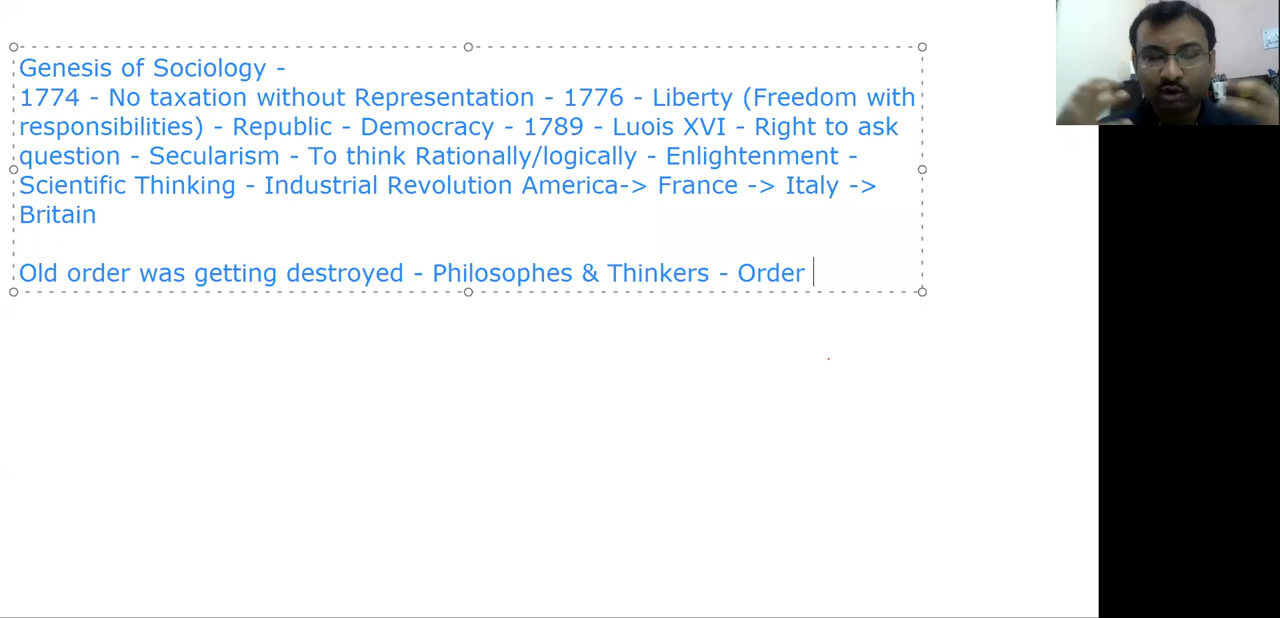 Genesis of Sociology -
1774 - No taxation without Representation - 1776 - Liberty (Freedom with
responsibilities) - Republic - Democracy - 1789 - Luois XVI - Right to ask
question - Secularism - To think Rationally/logically - Enlightenment -
Scientific Thinking - Industrial Revolution America-> France -> Italy ->
Britain
Old order was getting destroyed - Philosophes & Thinkers - Order